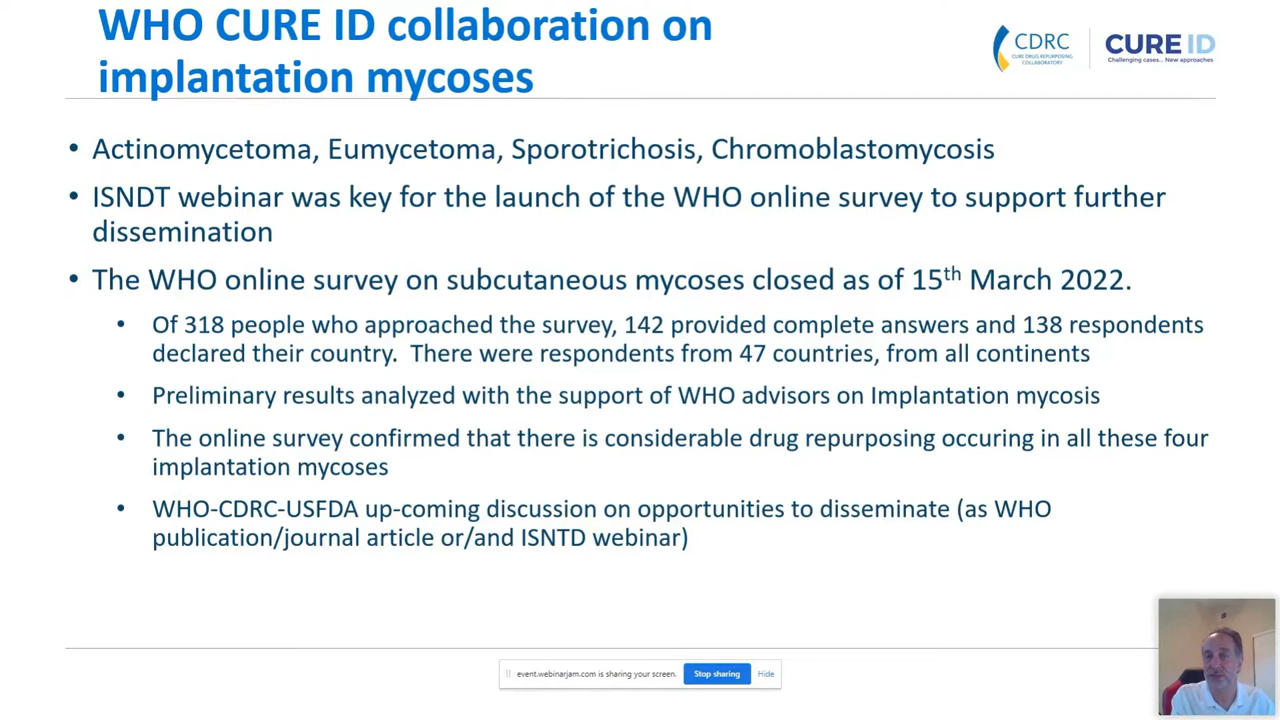 WHO CURE ID collaboration on
implantation mycoses
CDRC
CURE DRUG REPURPOSING
COLLABORATORY
CURE ID
Challenging cases... New approaches
• Actinomycetoma, Eumycetoma, Sporotrichosis, Chromoblastomycosis
• ISNDT webinar was key for the launch of the WHO online survey to support further
dissemination
• The WHO online survey on subcutaneous mycoses closed as of 15th March 2022.
• Of 318 people who approached the survey, 142 provided complete answers and 138 respondents
declared their country.  There were respondents from 47 countries, from all continents
• Preliminary results analyzed with the support of WHO advisors on Implantation mycosis
• The online survey confirmed that there is considerable drug repurposing occuring in all these four
implantation mycoses
• WHO-CDRC-USFDA up-coming discussion on opportunities to disseminate (as WHO
publication/journal article or/and ISNTD webinar)
event.webinarjam.com is sharing your screen.
Stop sharing
Hide